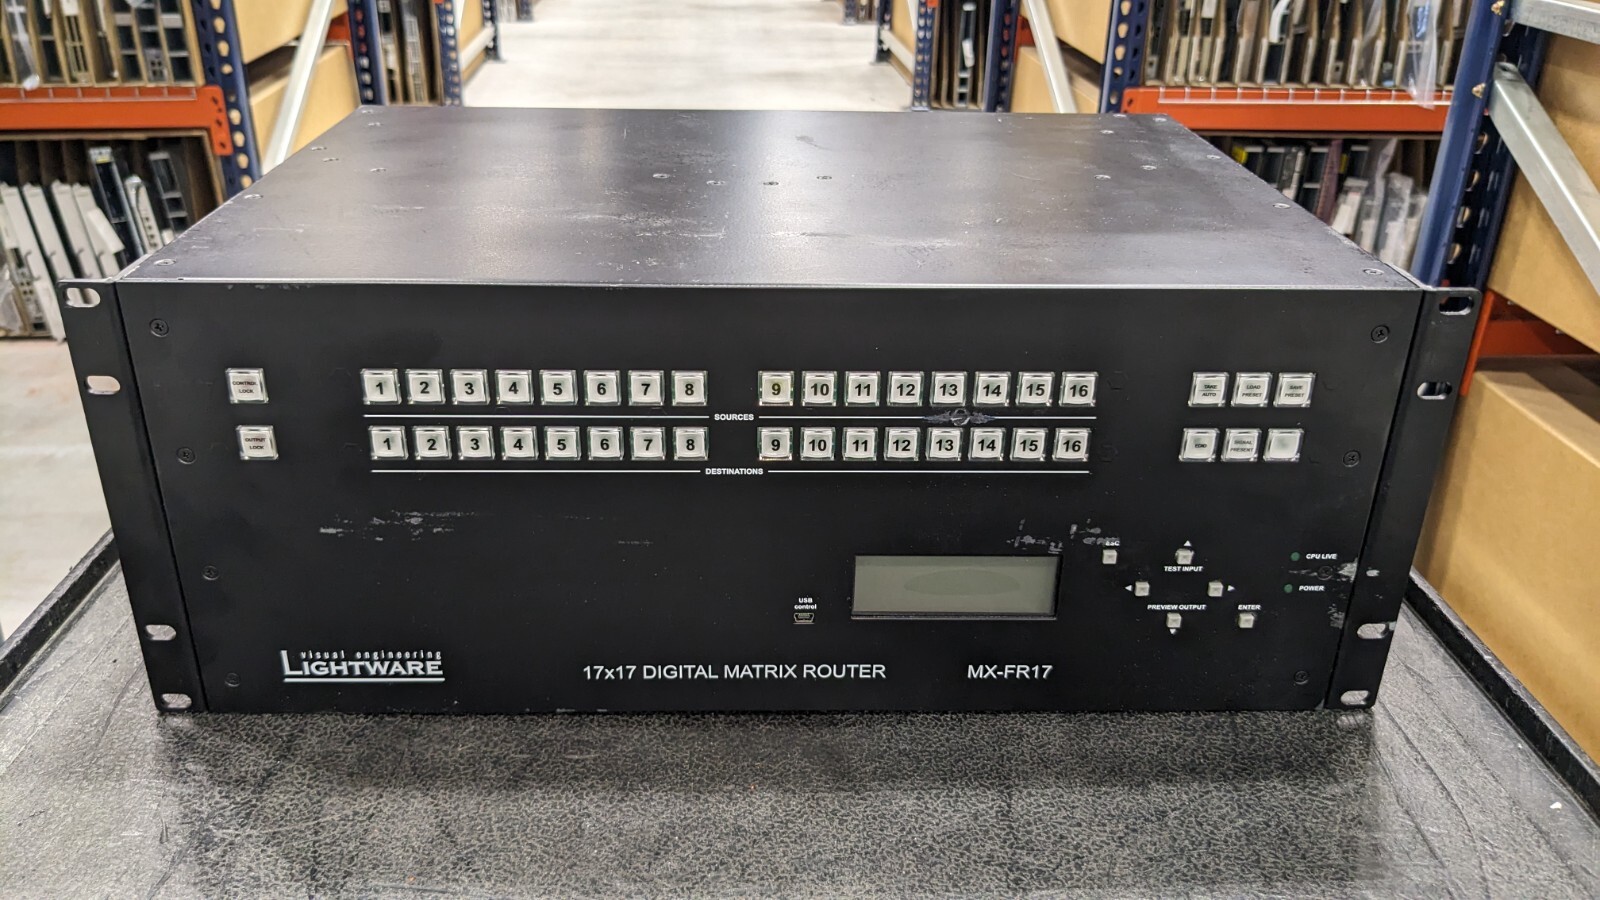 CONTROL LOCK
1 2 3 4 5 6 7 8 9 10 11 12 13 14 15 16
TAKE AUTO
LOAD PRESET
SAVE PRESET
SOURCES
OUTPUT LOCK
1 2 3 4 5 6 7 8 9 10 11 12 13 14 15 16
EDID
SIGNAL PRESENT
DESTINATIONS
ESC
TEST INPUT
CPU LIVE
POWER
USB control
PREVIEW OUTPUT
ENTER
visual engineering
LIGHTWARE
17x17 DIGITAL MATRIX ROUTER
MX-FR17